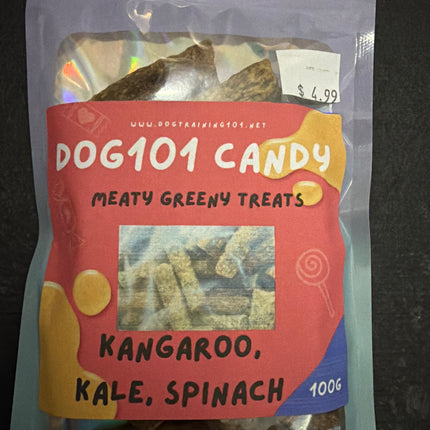 $ 4.99
www.dogtraining101.net
DOG101 CANDY
MEATY GREENY TREATS
KANGAROO,
KALE, SPINACH
100G